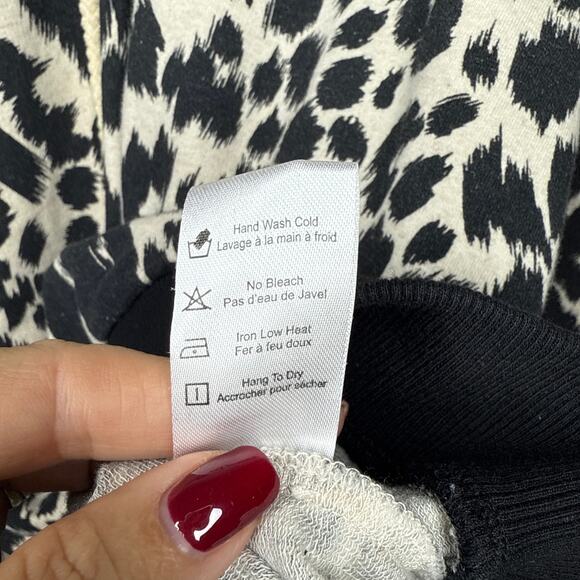 Hand Wash Cold
Lavage à la main à froid
No Bleach
Pas d'eau de Javel
Iron Low Heat
Fer à feu doux
Hang To Dry
Accrocher pour sécher